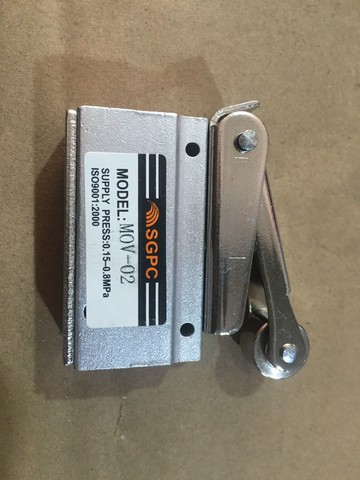 SGPC
MODEL: MOV-02
SUPPLY PRESS:0.15-0.8MPa
ISO9001:2000